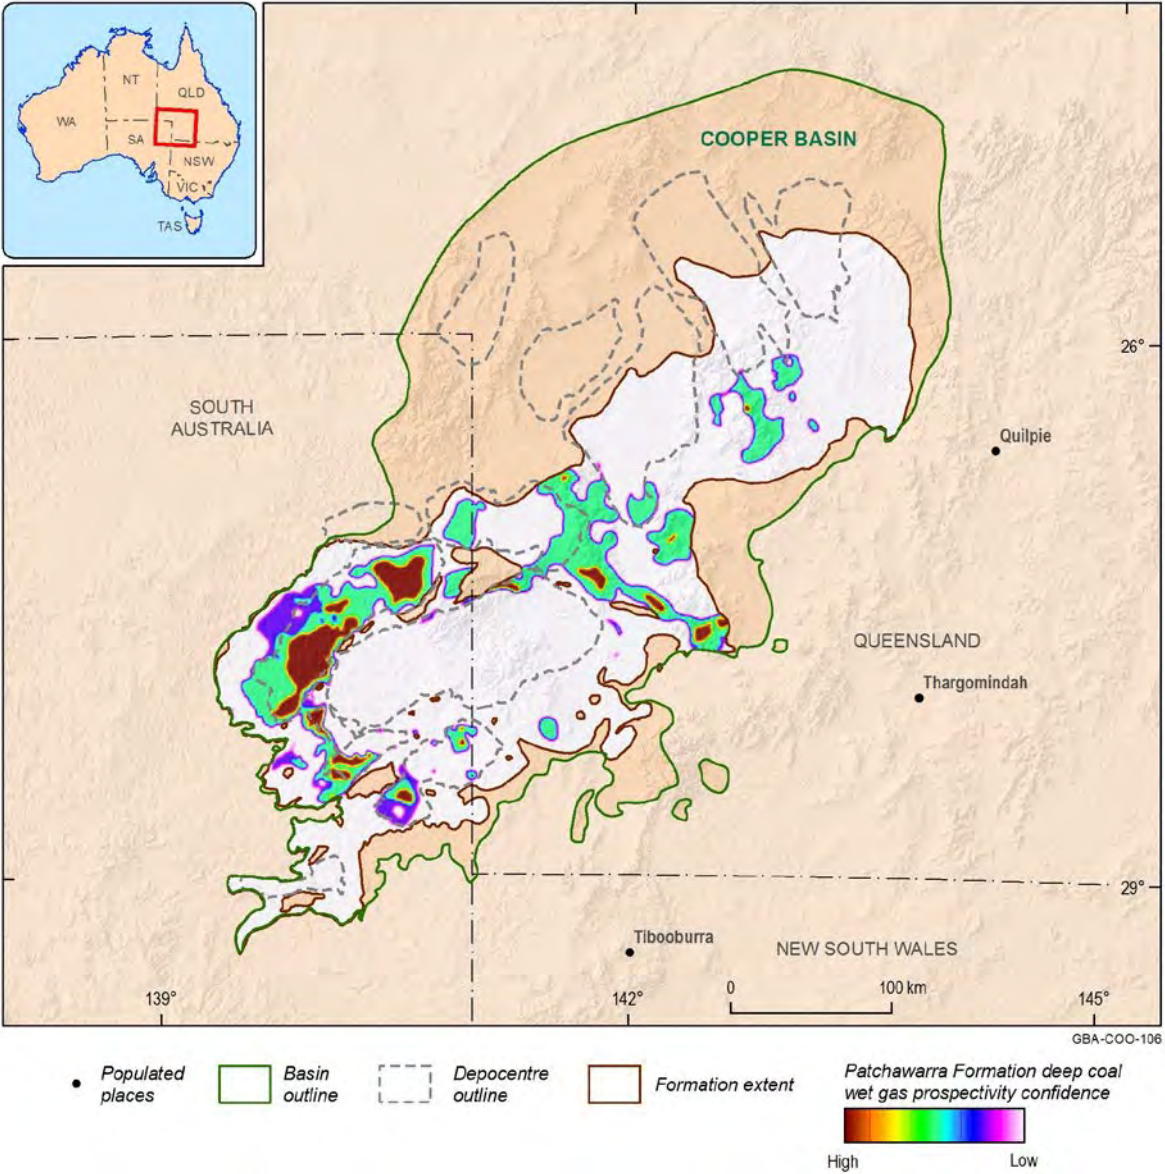 NT
QLD
WA
SA
NSW
VIC
TAS
COOPER BASIN
26°
SOUTH
AUSTRALIA
Quilpie
QUEENSLAND
Thargomindah
29°
Tibooburra
NEW SOUTH WALES
139°
142°
0
100 km
145°
GBA-COO-106
Populated
places
Basin
outline
Depocentre
outline
Formation extent
Patchawarra Formation deep coal
wet gas prospectivity confidence
High
Low